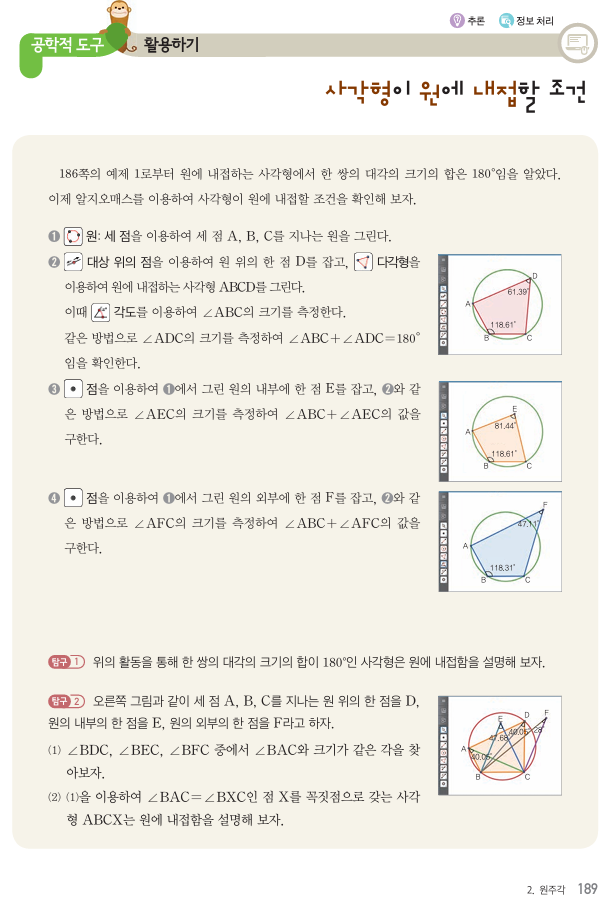 추론 정보 처리
공학적 도구 활용하기
사각형이 원에 내접할 조건
186쪽의 예제 1로부터 원에 내접하는 사각형에서 한 쌍의 대각의 크기의 합은 180°임을 알았다.
이제 알지오매스를 이용하여 사각형이 원에 내접할 조건을 확인해 보자.
❶ 원: 세 점을 이용하여 세 점 A, B, C를 지나는 원을 그린다.
❷ 대상 위의 점을 이용하여 원 위의 한 점 D를 잡고, 다각형을
이용하여 원에 내접하는 사각형 ABCD를 그린다.
이때 각도를 이용하여 ∠ABC의 크기를 측정한다.
같은 방법으로 ∠ADC의 크기를 측정하여 ∠ABC+∠ADC=180°
임을 확인한다.
D
61.39°
A
118.61°
B C
❸ 점을 이용하여 ❶에서 그린 원의 내부에 한 점 E를 잡고, ❷와 같
은 방법으로 ∠AEC의 크기를 측정하여 ∠ABC+∠AEC의 값을
구한다.
E
81.44°
A
118.61°
B C
❹ 점을 이용하여 ❶에서 그린 원의 외부에 한 점 F를 잡고, ❷와 같
은 방법으로 ∠AFC의 크기를 측정하여 ∠ABC+∠AFC의 값을
구한다.
F
47.11°
A
118.31°
B C
탐구 1 위의 활동을 통해 한 쌍의 대각의 크기의 합이 180°인 사각형은 원에 내접함을 설명해 보자.
탐구 2 오른쪽 그림과 같이 세 점 A, B, C를 지나는 원 위의 한 점을 D,
원의 내부의 한 점을 E, 원의 외부의 한 점을 F라고 하자.
⑴ ∠BDC, ∠BEC, ∠BFC 중에서 ∠BAC와 크기가 같은 각을 찾
아보자.
⑵ ⑴을 이용하여 ∠BAC=∠BXC인 점 X를 꼭짓점으로 갖는 사각
형 ABCX는 원에 내접함을 설명해 보자.
E D F
A
40.05°
B C
2. 원주각 189